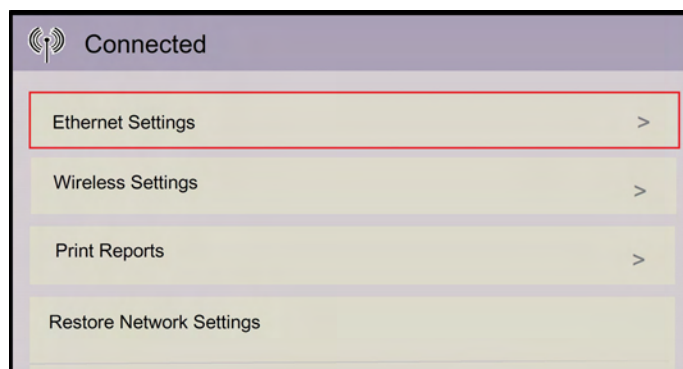 Connected
Ethernet Settings >
Wireless Settings >
Print Reports >
Restore Network Settings